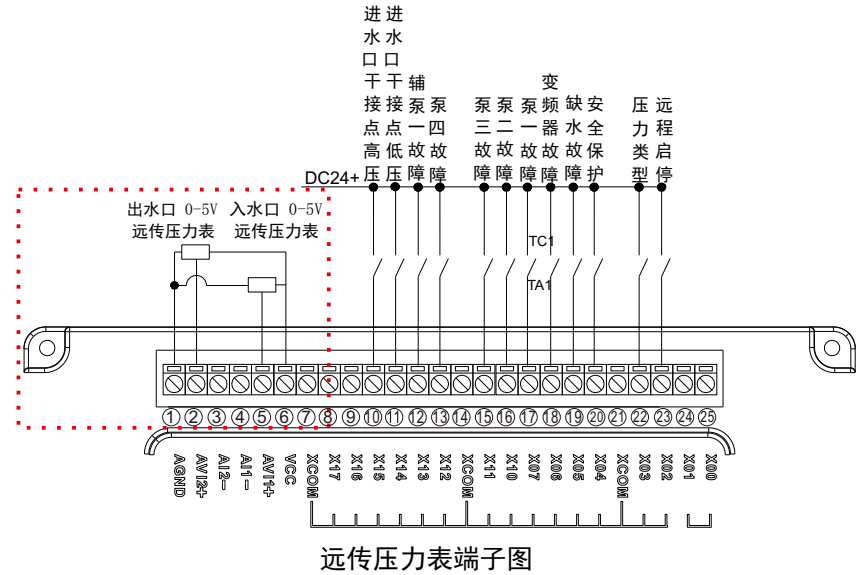 进水口干接点高压
进水口干接点低压
辅泵一故障
泵四故障
泵三故障
泵二故障
泵一故障
变频器故障
缺水故障
安全保护
压力类型
远程启停
DC24+
出水口 0-5V
远传压力表
入水口 0-5V
远传压力表
TC1
TA1
① ② ③ ④ ⑤ ⑥ ⑦ ⑧ ⑨ ⑩ ⑪ ⑫ ⑬ ⑭ ⑮ ⑯ ⑰ ⑱ ⑲ ⑳ ㉑ ㉒ ㉓ ㉔ ㉕
AGND
AVI2+
AI2-
AI1-
AVI1+
VCC
XCOM
X17
X16
X15
X14
X13
X12
XCOM
X11
X10
X07
X06
X05
X04
XCOM
X03
X02
X01
X00
远传压力表端子图